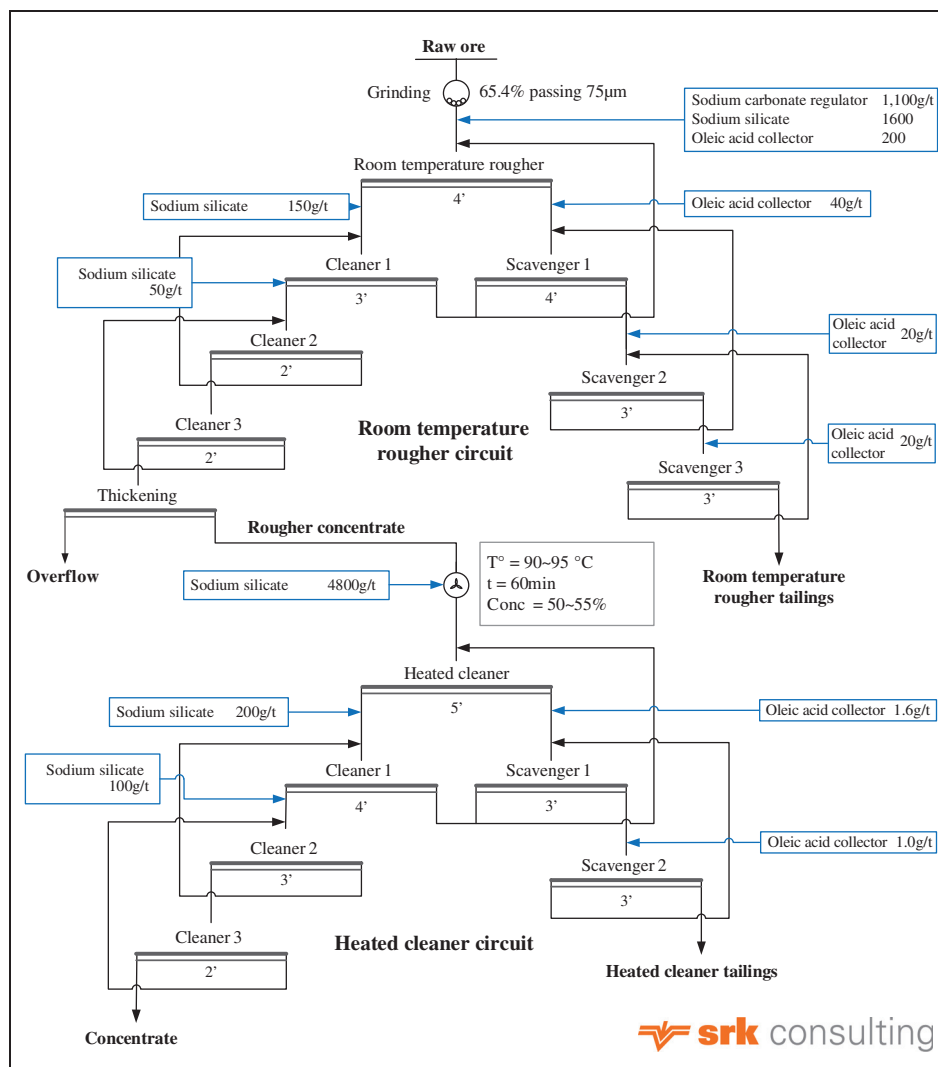 Raw ore
Grinding
65.4% passing 75μm
Sodium carbonate regulator 1,100g/t
Sodium silicate 1600
Oleic acid collector 200
Room temperature rougher
4’
Sodium silicate 150g/t
Oleic acid collector 40g/t
Cleaner 1
Scavenger 1
Sodium silicate
50g/t
3’
4’
Oleic acid
collector 20g/t
Cleaner 2
2’
Scavenger 2
3’
Cleaner 3
2’
Room temperature
rougher circuit
Oleic acid
collector 20g/t
Scavenger 3
3’
Thickening
Rougher concentrate
Overflow
Sodium silicate 4800g/t
T° = 90~95 °C
t = 60min
Conc = 50~55%
Room temperature
rougher tailings
Heated cleaner
5’
Sodium silicate 200g/t
Oleic acid collector 1.6g/t
Cleaner 1
Scavenger 1
Sodium silicate
100g/t
4’
3’
Oleic acid collector 1.0g/t
Cleaner 2
3’
Scavenger 2
3’
Cleaner 3
2’
Heated cleaner circuit
Heated cleaner tailings
Concentrate
srk consulting